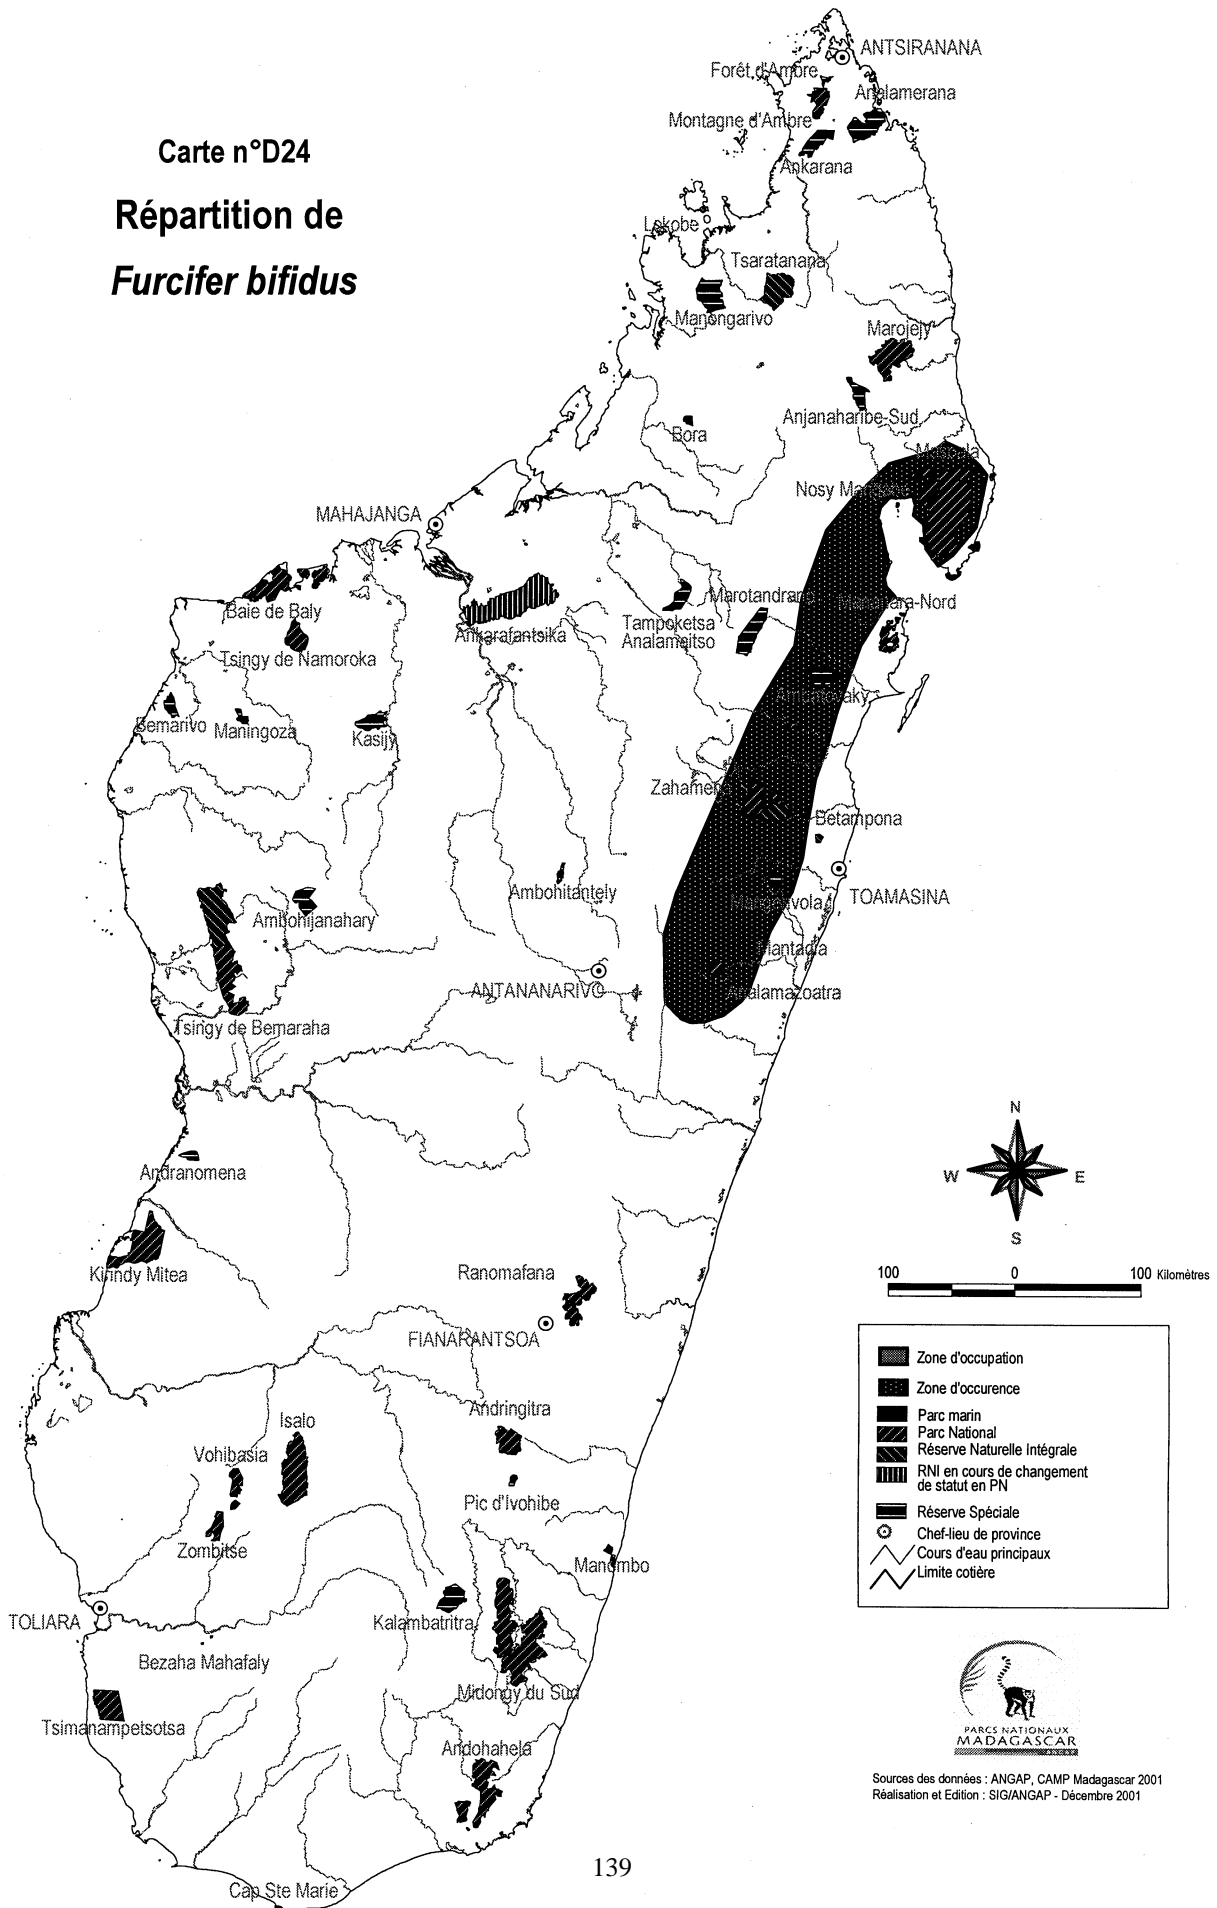 Carte n°D24
Répartition de
Furcifer bifidus
ANTSIRANANA
Forêt d'Ambre
Analamerana
Montagne d'Ambre
Ankarana
Lokobe
Tsaratanana
Manongarivo
Marojejy
Anjanaharibe-Sud
Bora
Masoala
Nosy
MAHAJANGA
Baie de Baly
Ankarafantsika
Tampoketsa
Analamaitso
Marotandrano
Mananara-Nord
Tsingy de Namoroka
Bemarivo
Maningoza
Kasijy
Ambatovaky
Zahamena
Betampona
TOAMASINA
Ambohitantely
Ambohijanahary
Mangerivola
Mantadia
ANTANANARIVO
Analamazoatra
Tsingy de Bemaraha
Andranomena
Kirindy Mitea
Ranomafana
FIANARANTSOA
Andringitra
Isalo
Vohibasia
Pic d'Ivohibe
Zombitse
Manombo
TOLIARA
Kalambatritra
Bezaha Mahafaly
Midongy du Sud
Tsimanampetsotsa
Andohahela
Cap Ste Marie
N
W E
S
100 0 100 Kilomètres
Zone d'occupation
Zone d'occurence
Parc marin
Parc National
Réserve Naturelle Intégrale
RNI en cours de changement
de statut en PN
Réserve Spéciale
Chef-lieu de province
Cours d'eau principaux
Limite cotière
PARCS NATIONAUX
MADAGASCAR
ANGAP
Sources des données : ANGAP, CAMP Madagascar 2001
Réalisation et Edition : SIG/ANGAP - Décembre 2001
139